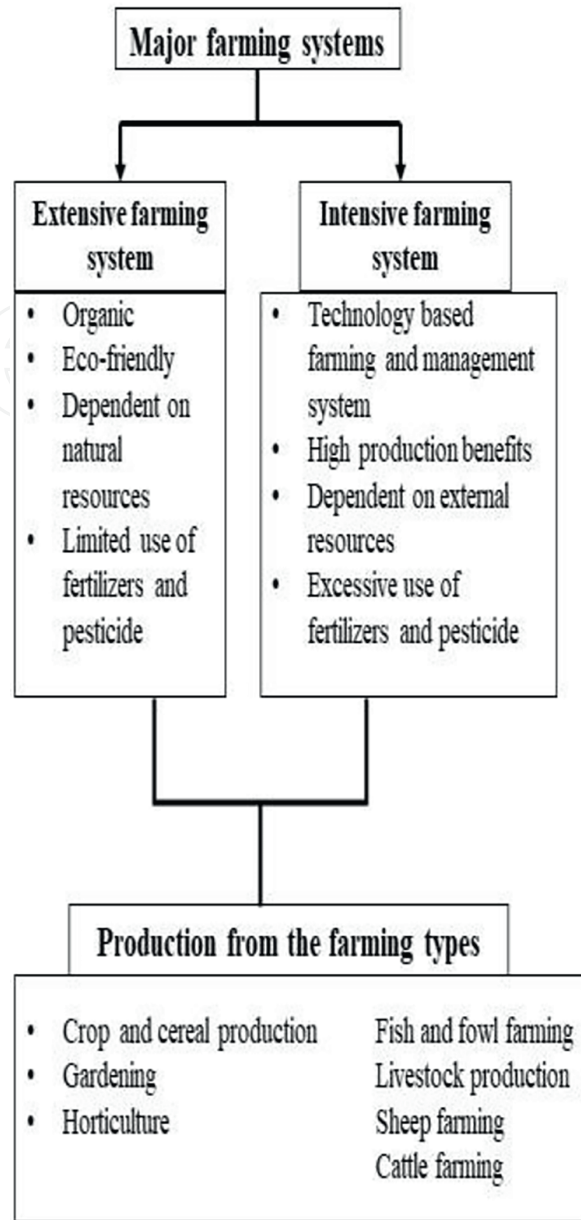 Major farming systems
Extensive farming
system
• Organic
• Eco-friendly
• Dependent on
natural
resources
• Limited use of
fertilizers and
pesticide
Intensive farming
system
• Technology based
farming and management
system
• High production benefits
• Dependent on external
resources
• Excessive use of
fertilizers and pesticide
Production from the farming types
• Crop and cereal production
• Gardening
• Horticulture
Fish and fowl farming
Livestock production
Sheep farming
Cattle farming